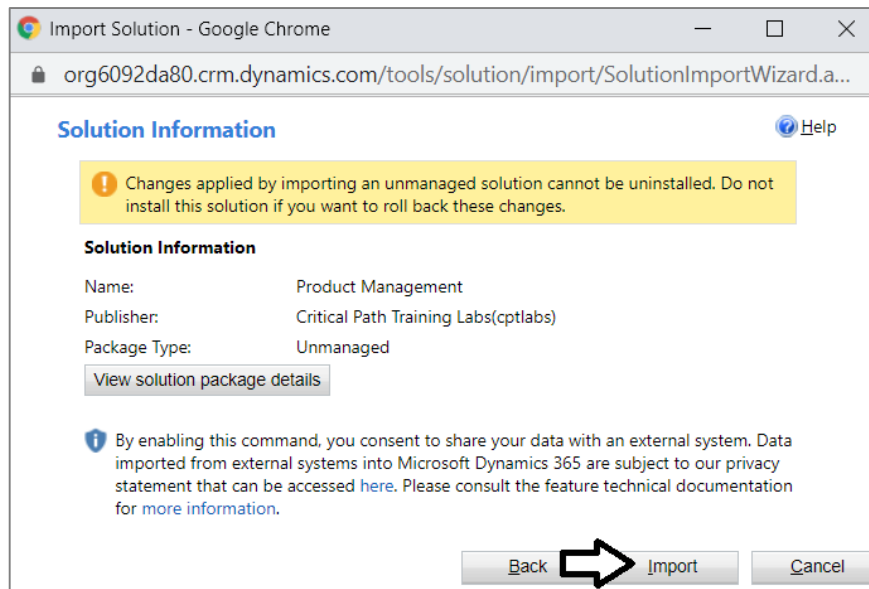 Import Solution - Google Chrome
org6092da80.crm.dynamics.com/tools/solution/import/SolutionImportWizard.a...
Solution Information
Help
Changes applied by importing an unmanaged solution cannot be uninstalled. Do not
install this solution if you want to roll back these changes.
Solution Information
Name: Product Management
Publisher: Critical Path Training Labs(cptlabs)
Package Type: Unmanaged
View solution package details
By enabling this command, you consent to share your data with an external system. Data
imported from external systems into Microsoft Dynamics 365 are subject to our privacy
statement that can be accessed here. Please consult the feature technical documentation
for more information.
Back Import Cancel